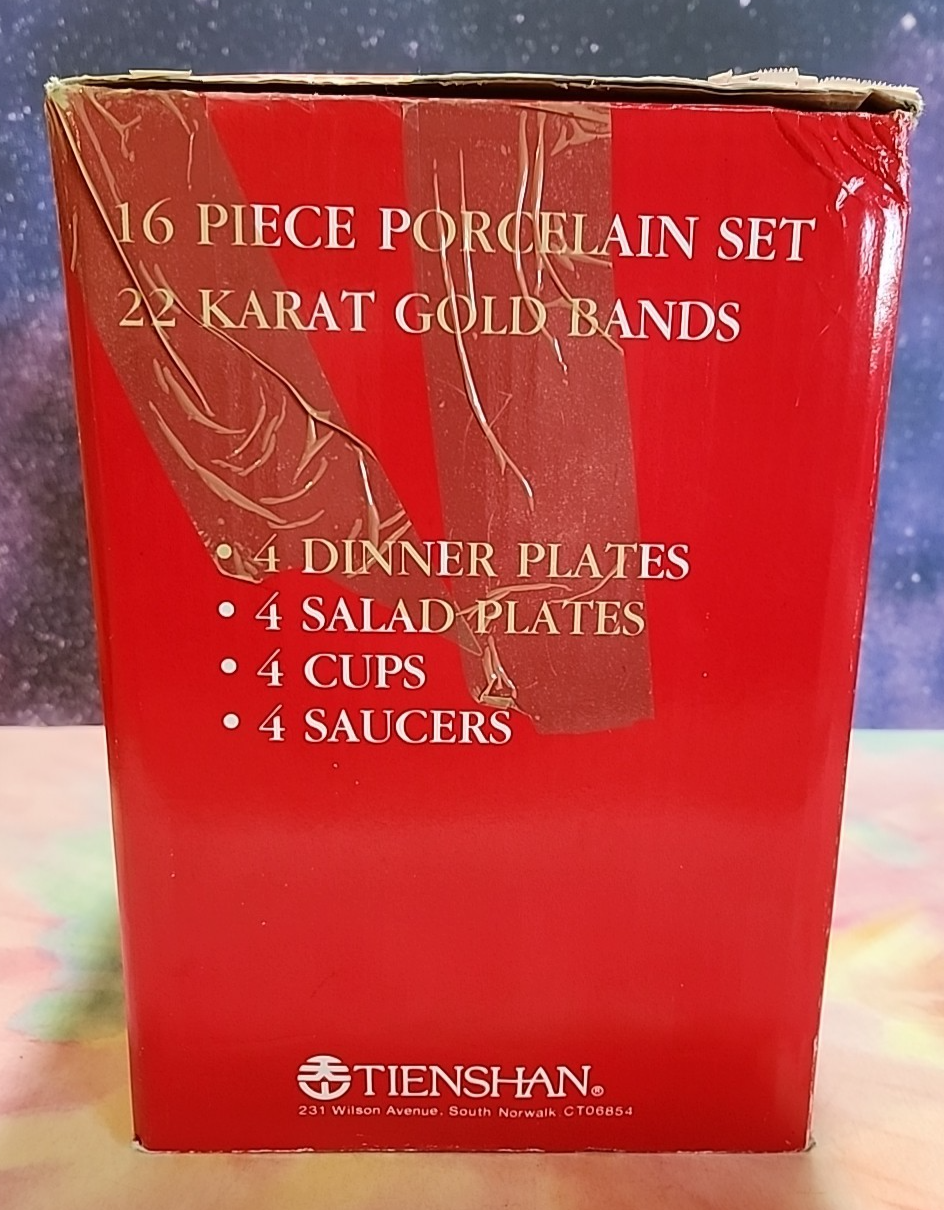 16 PIECE PORCELAIN SET
22 KARAT GOLD BANDS
• 4 DINNER PLATES
• 4 SALAD PLATES
• 4 CUPS
• 4 SAUCERS
TIENSHAN®
231 Wilson Avenue, South Norwalk CT06854